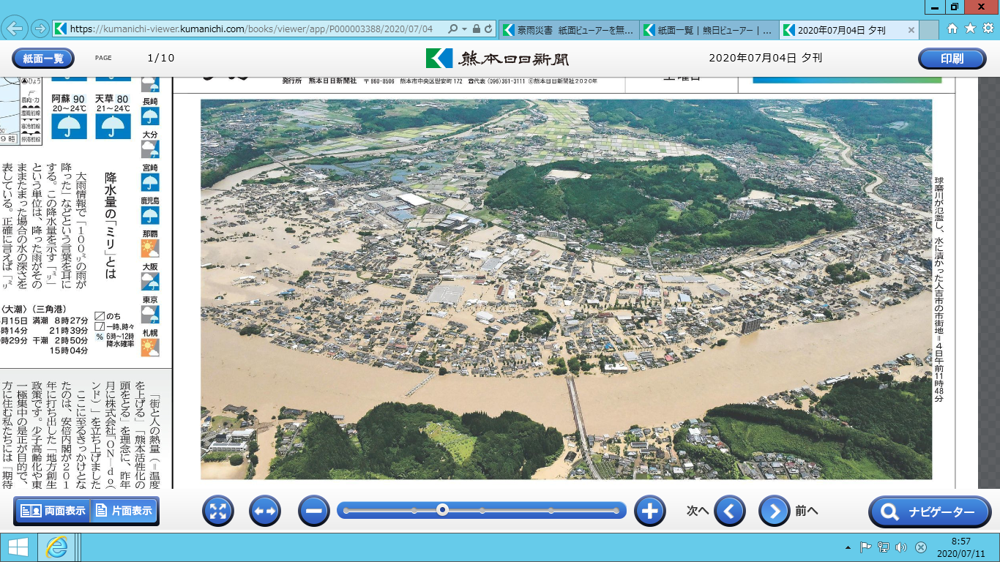 https://kumanichi-viewer.kumanichi.com/books/viewer/app/P000003388/2020/07/04
豪雨災害 紙面ビューアーを無...
紙面一覧 | 熊日ビューアー | ...
2020年07月04日 夕刊
紙面一覧
PAGE
1/10
熊本日日新聞
2020年07月04日 夕刊
印刷
発行所 熊本日日新聞社 〒860-8506 熊本市中央区世安町172 ☎代表(096)361-3111 ©熊本日日新聞社2020年
土曜日
球磨川が氾濫し、水に漬かった人吉市の市街地=4日午前11時48分
ひょう
風向・力
温暖前線
寒冷前線
停滞前線
9時
阿蘇 90
20~24℃
天草 80
21~24℃
長崎
大分
宮崎
鹿児島
那覇
大阪
東京
札幌
降水量の「ミリ」とは
大雨情報で「100㍉の雨が
降った」などという言葉を耳に
する。この降水量を示す「㍉」
という単位は、降った雨がその
ままたまった場合の水の深さを
表している。正確に言えば「㍉
〈大潮〉(三角港)
月15日 満潮 8時27分
時14分 21時39分
時29分 干潮 2時50分
15時04分
のち
一時、時々
% 6時~12時
降水確率
「街と人の熱量(=温度
を上げる」「熊本活性化の
頭をとる」を理念に、昨年
月に株式会社「ON―do(
ンド)」を立ち上げました
ここに至るきっかけとな
たのは、安倍内閣が201
年に打ち出した「地方創生
政策です。少子高齢化や東
一極集中の是正が目的で、
方に住む私たちには「期待
両面表示
片面表示
次へ
前へ
ナビゲーター
8:57
2020/07/11